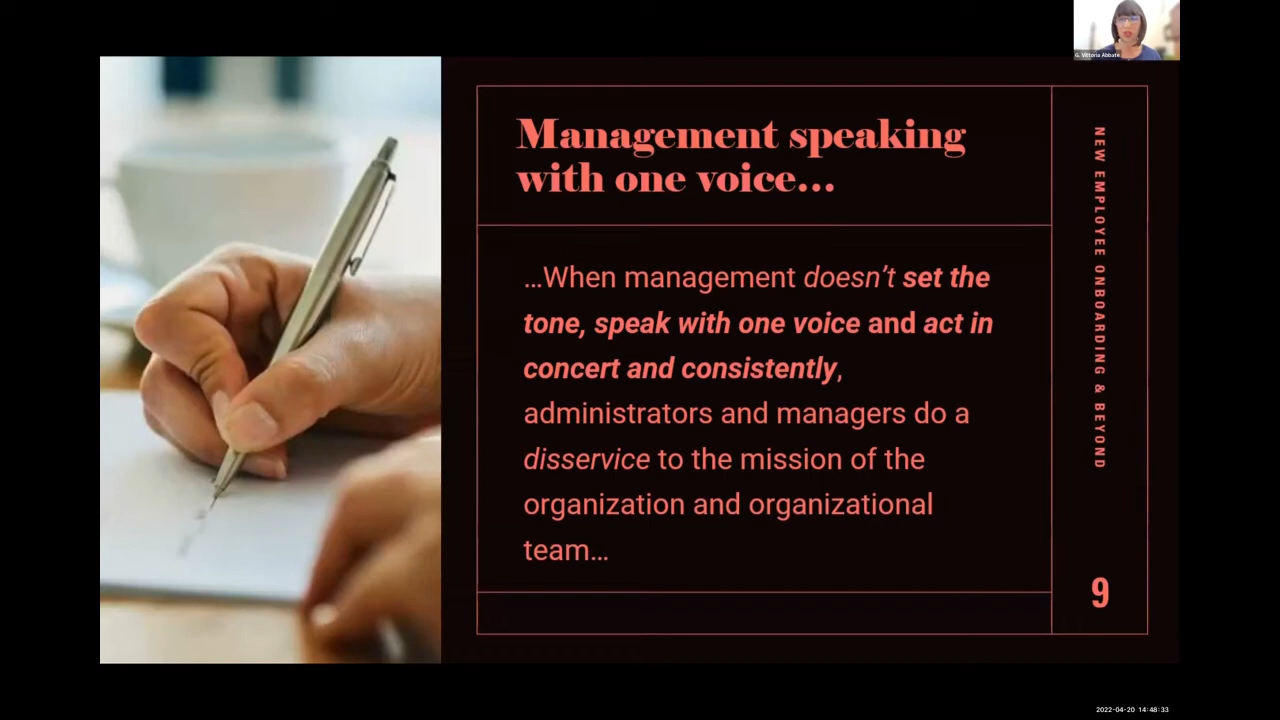 G. Vittoria Abbate
Management speaking
with one voice...
...When management doesn't set the
tone, speak with one voice and act in
concert and consistently,
administrators and managers do a
disservice to the mission of the
organization and organizational
team...
NEW EMPLOYEE ONBOARDING & BEYOND
9
2022-04-20 14:48:33